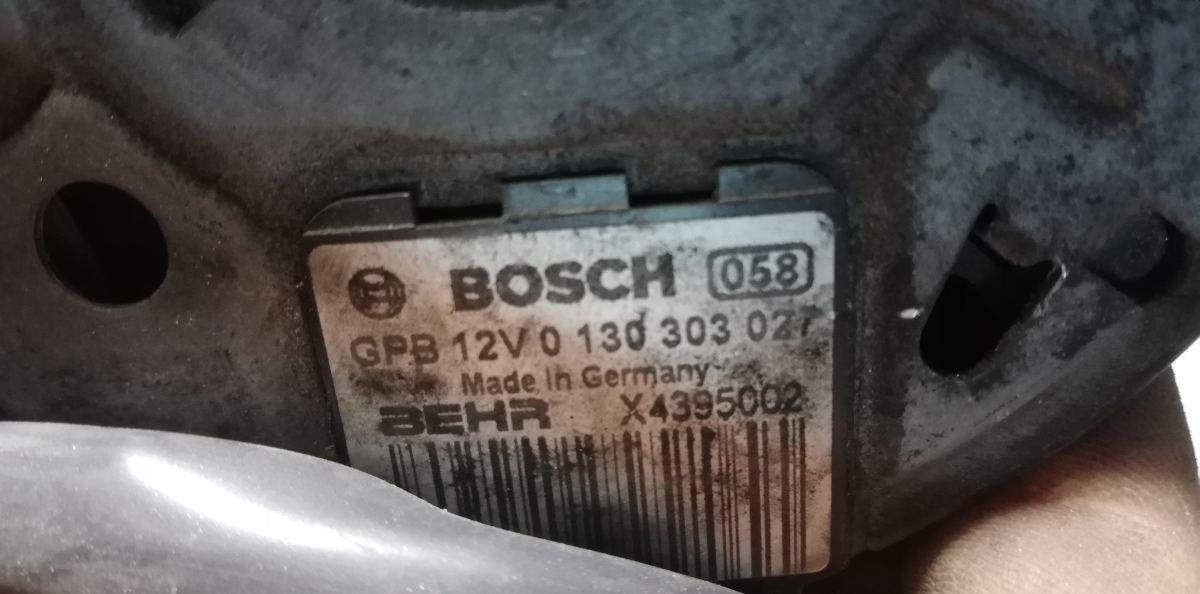 BOSCH 058
GPB 12V 0 130 303 027
Made In Germany
BEHR X4395002